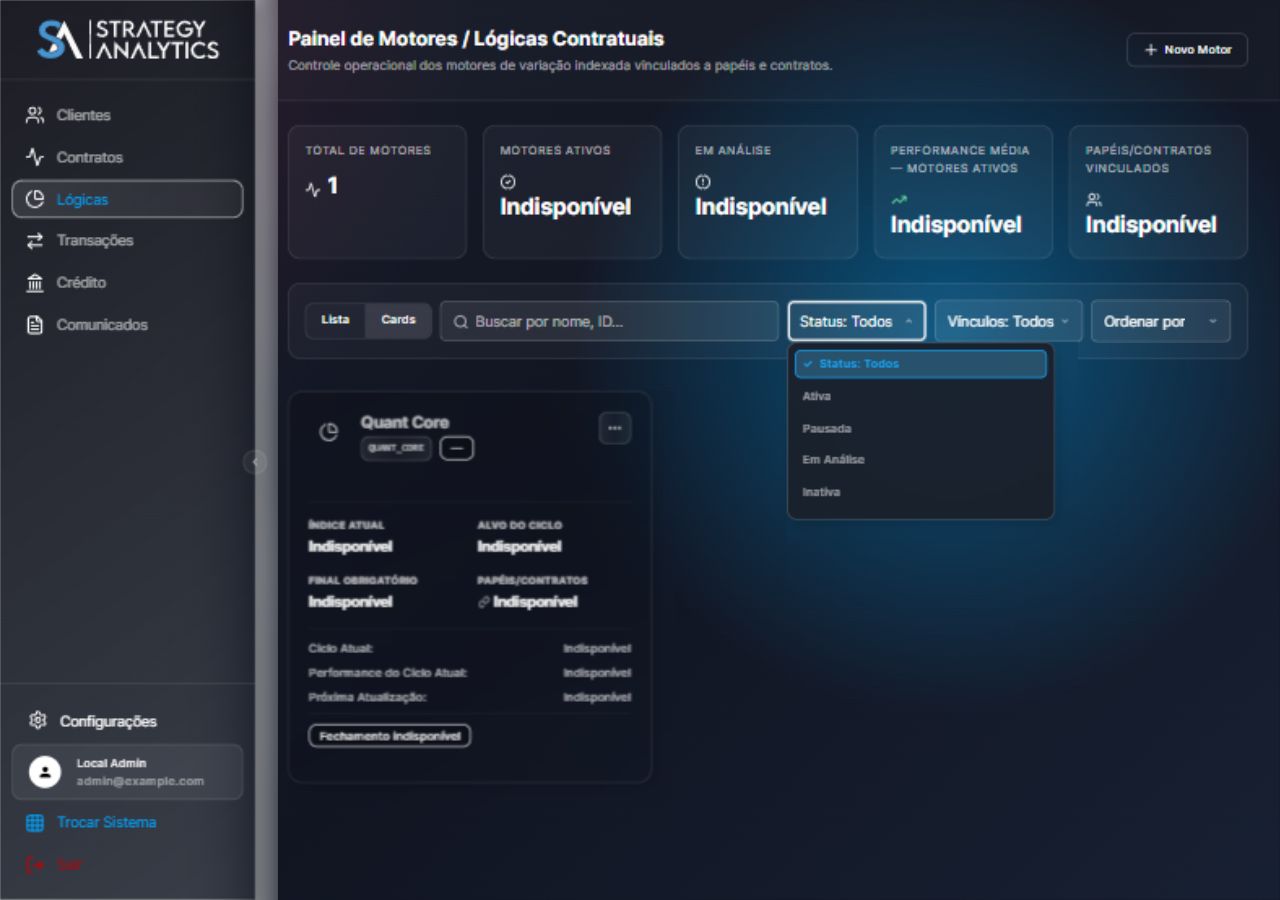 STRATEGY
ANALYTICS
Clientes
Contratos
Lógicas
Transações
Crédito
Comunicados
Configurações
Local Admin
admin@example.com
Trocar Sistema
Sair
Painel de Motores / Lógicas Contratuais
Controle operacional dos motores de variação indexada vinculados a papéis e contratos.
+ Novo Motor
TOTAL DE MOTORES
1
MOTORES ATIVOS
Indisponível
EM ANÁLISE
Indisponível
PERFORMANCE MÉDIA
— MOTORES ATIVOS
Indisponível
PAPÉIS/CONTRATOS
VINCULADOS
Indisponível
Lista Cards Buscar por nome, ID... Status: Todos Vínculos: Todos Ordenar por
Status: Todos
Ativa
Pausada
Em Análise
Inativa
Quant Core
QUANT_CORE —
ÍNDICE ATUAL ALVO DO CICLO
Indisponível Indisponível
FINAL OBRIGATÓRIO PAPÉIS/CONTRATOS
Indisponível Indisponível
Ciclo Atual: Indisponível
Performance do Ciclo Atual: Indisponível
Próxima Atualização: Indisponível
Fechamento indisponível